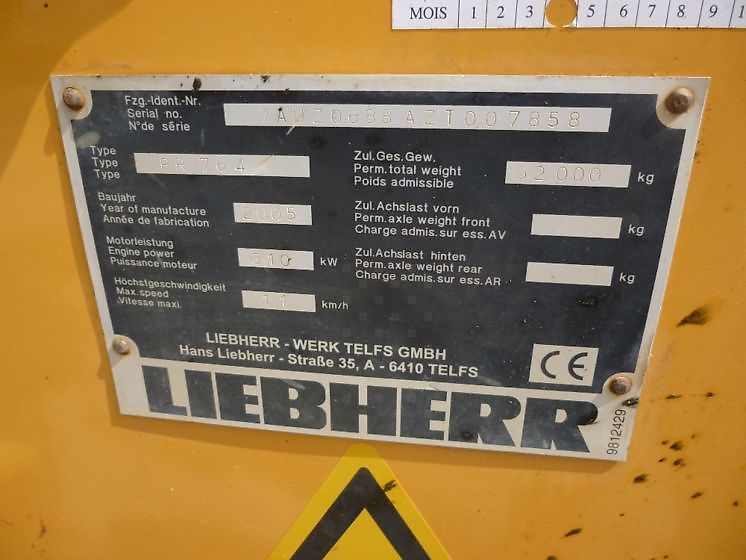 MOIS 1 2 3 5 6 7 8 9 1
Fzg.-Ident.-Nr.
Serial no.
N°de série
AZT007858
Type
Type
Type
PR 764
Baujahr
Year of manufacture
Année de fabrication
2005
Motorleistung
Engine power
Puissance moteur
310 kW
Höchstgeschwindigkeit
Max.speed
Vitesse maxi.
11 km/h
Zul.Ges.Gew.
Perm.total weight
Poids admissible
52000 kg
Zul.Achslast vorn
Perm.axle weight front
Charge admis.sur ess.AV
kg
Zul.Achslast hinten
Perm.axle weight rear
Charge admis.sur ess.AR
kg
LIEBHERR - WERK TELFS GMBH
Hans Liebherr - Straße 35, A - 6410 TELFS
CE
LIEBHERR
9812429